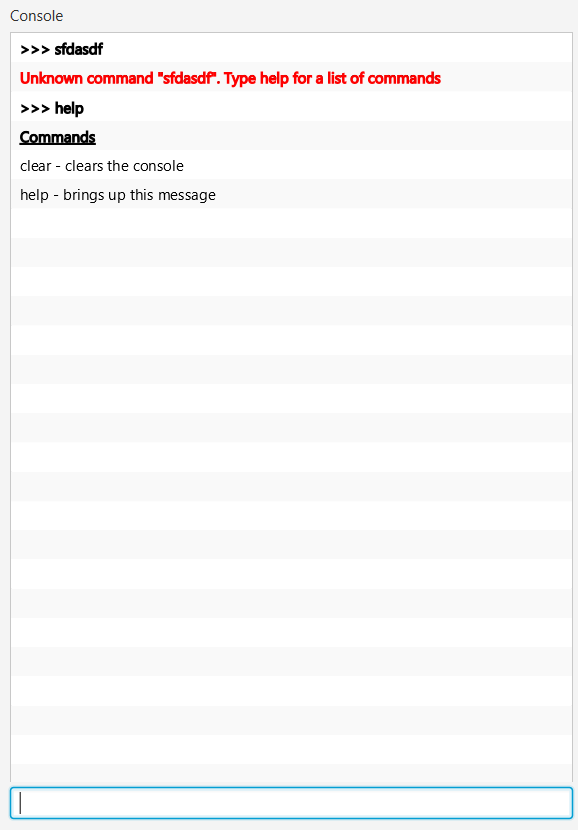 Console
>>> sfdasdf
Unknown command "sfdasdf". Type help for a list of commands
>>> help
Commands
clear - clears the console
help - brings up this message